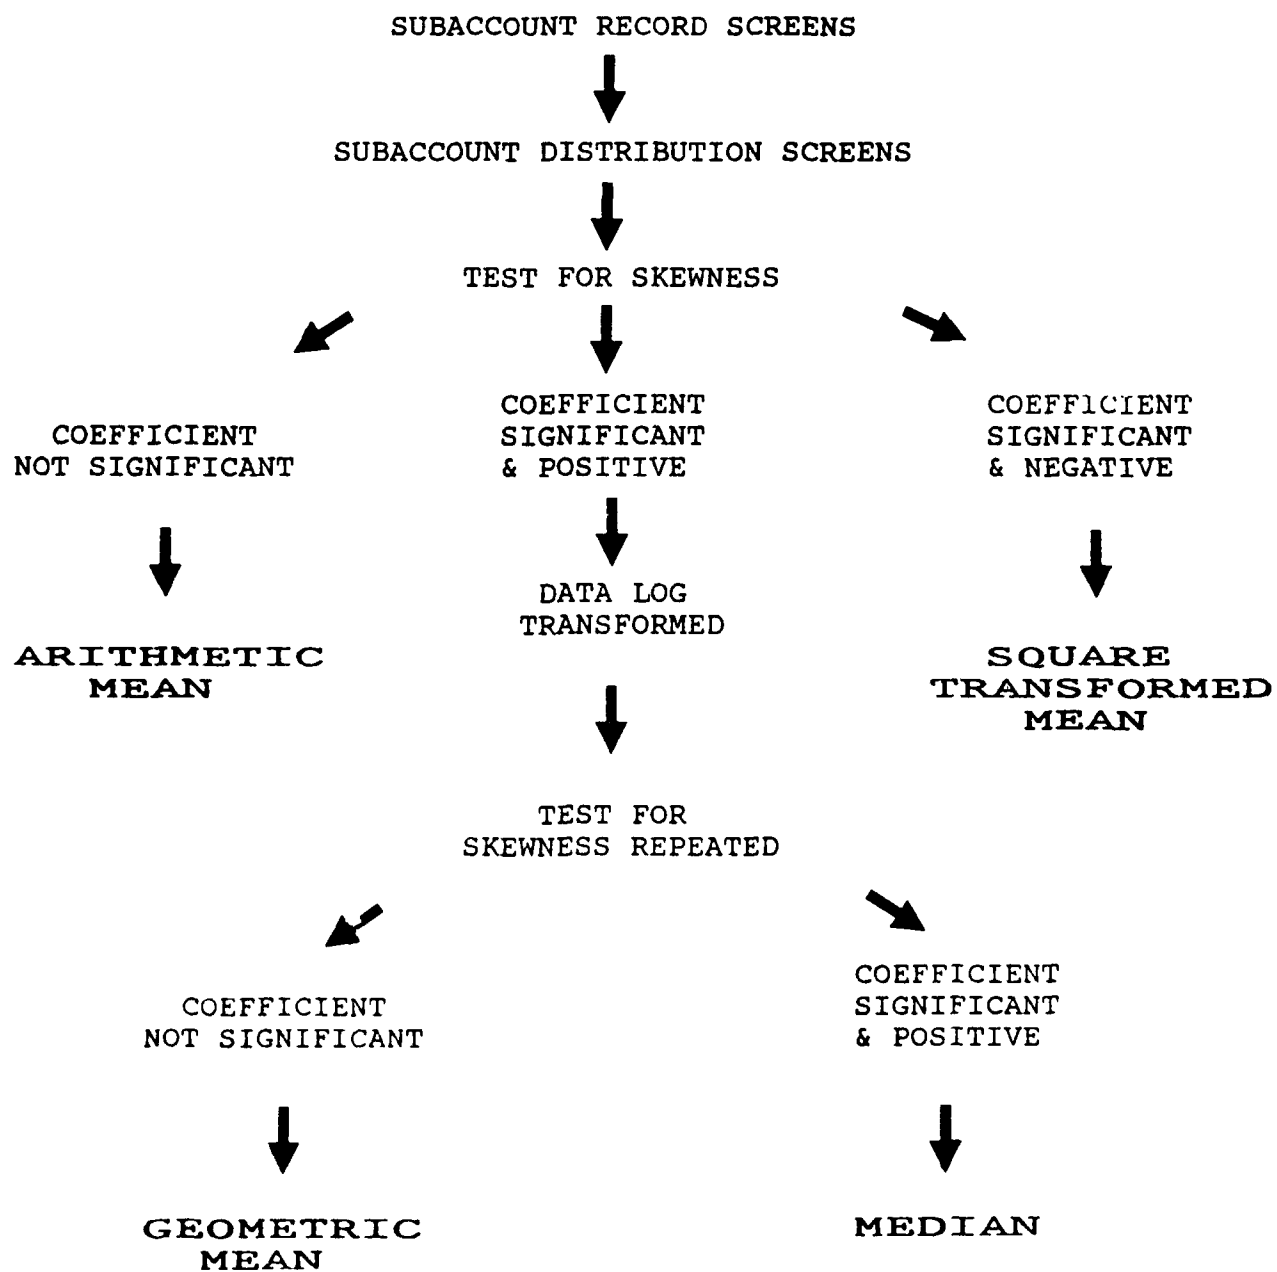 SUBACCOUNT RECORD SCREENS
SUBACCOUNT DISTRIBUTION SCREENS
TEST FOR SKEWNESS
COEFFICIENT
NOT SIGNIFICANT
COEFFICIENT
SIGNIFICANT
& POSITIVE
COEFFICIENT
SIGNIFICANT
& NEGATIVE
ARITHMETIC
MEAN
DATA LOG
TRANSFORMED
SQUARE
TRANSFORMED
MEAN
TEST FOR
SKEWNESS REPEATED
COEFFICIENT
NOT SIGNIFICANT
COEFFICIENT
SIGNIFICANT
& POSITIVE
GEOMETRIC
MEAN
MEDIAN